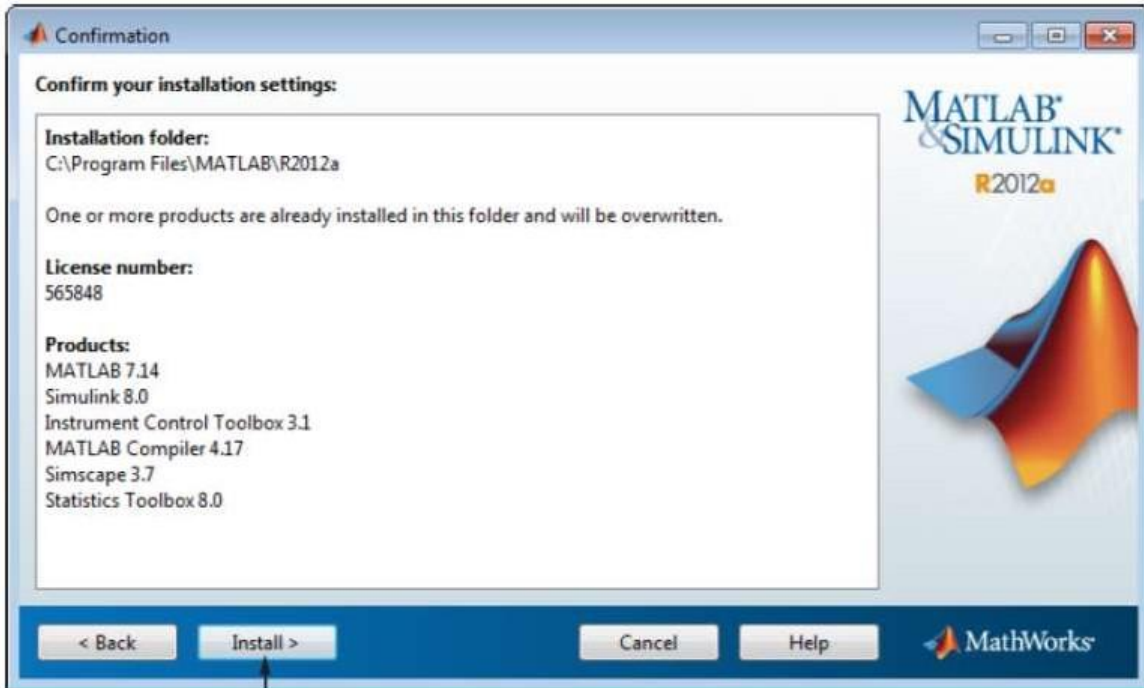 Confirmation
Confirm your installation settings:
Installation folder:
C:\Program Files\MATLAB\R2012a
One or more products are already installed in this folder and will be overwritten.
License number:
565848
Products:
MATLAB 7.14
Simulink 8.0
Instrument Control Toolbox 3.1
MATLAB Compiler 4.17
Simscape 3.7
Statistics Toolbox 8.0
MATLAB®
&SIMULINK®
R2012a
< Back
Install >
Cancel
Help
MathWorks®